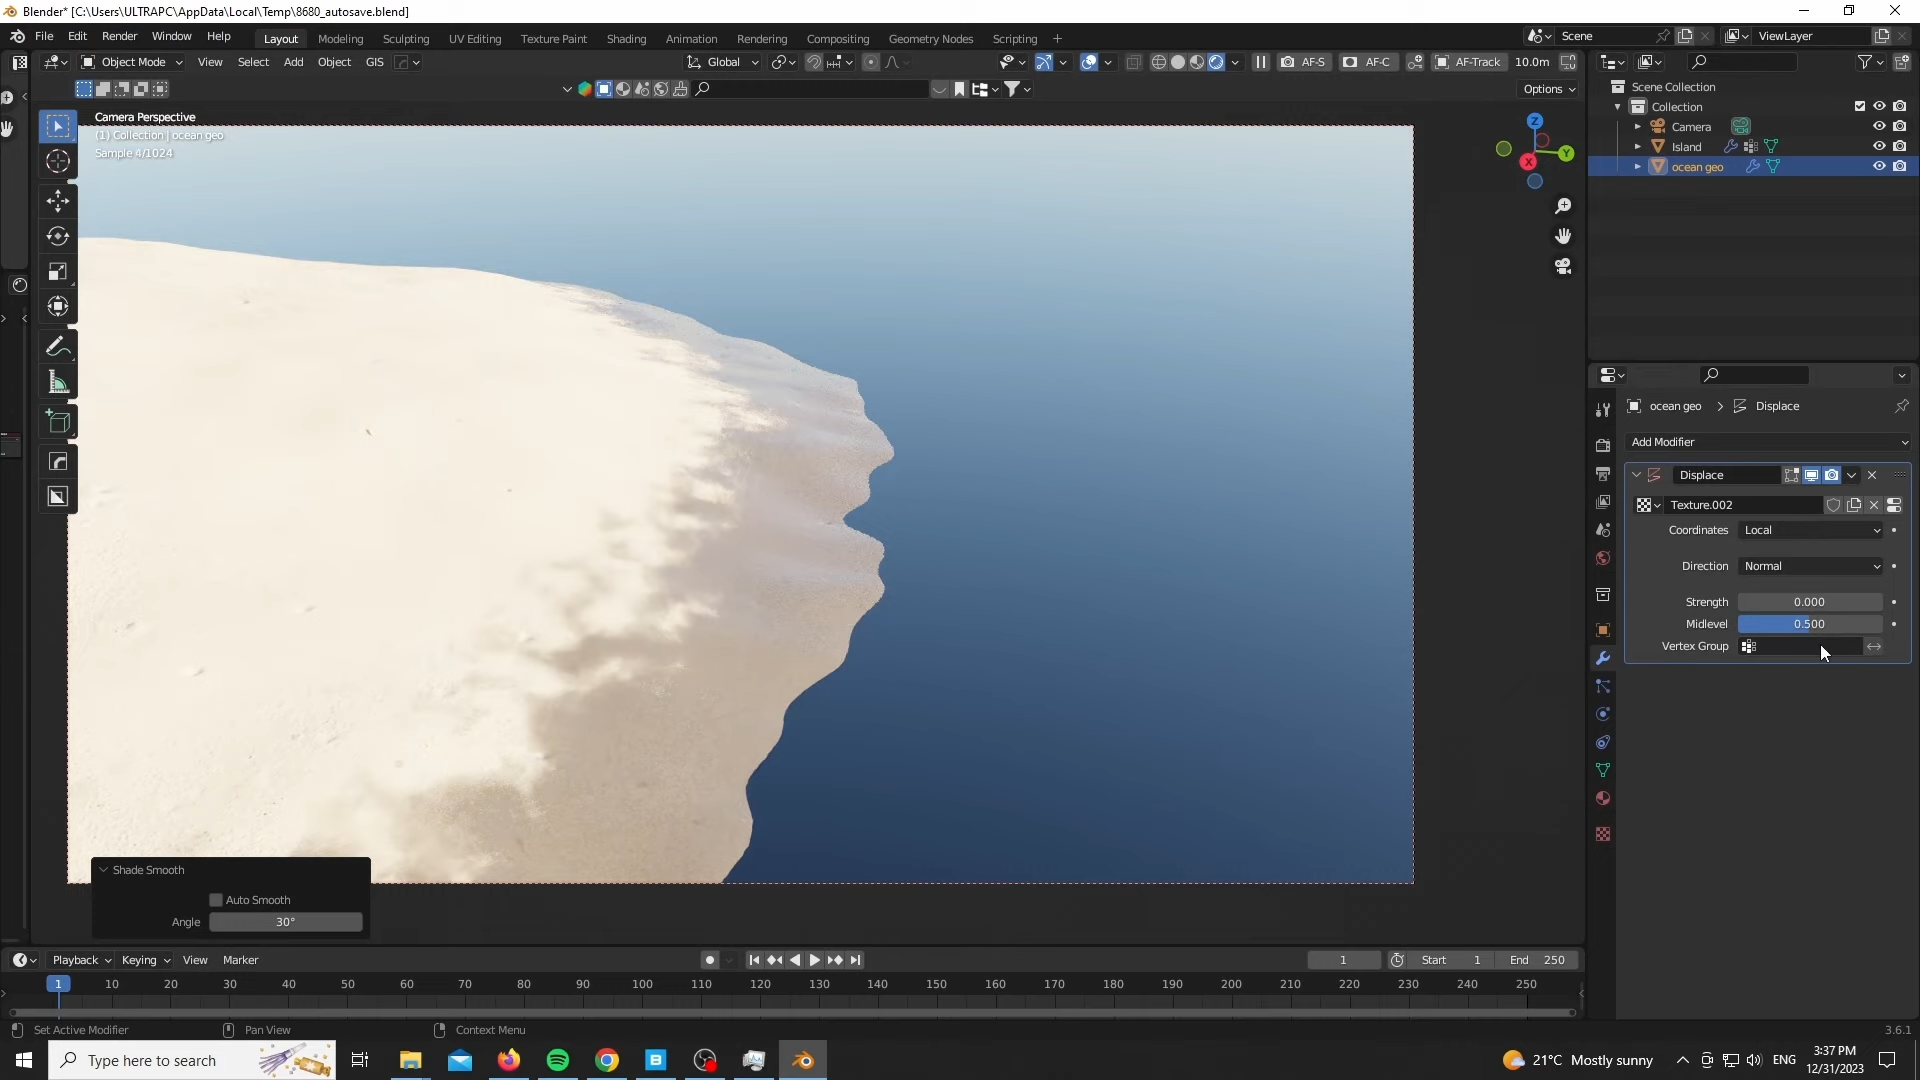 Blender* [C:\Users\ULTRAPC\AppData\Local\Temp\8680_autosave.blend]
File Edit Render Window Help Layout Modeling Sculpting UV Editing Texture Paint Shading Animation Rendering Compositing Geometry Nodes Scripting + Scene ViewLayer
Object Mode View Select Add Object GIS Global AF-S AF-C AF-Track 10.0m
Options
Scene Collection
Collection
Camera
Island
ocean geo
Camera Perspective
(1) Collection | ocean geo
Sample 4/1024
Z
Y
X
ocean geo > Displace
Add Modifier
Displace
Texture.002
Coordinates Local
Direction Normal
Strength 0.000
Midlevel 0.500
Vertex Group
Shade Smooth
Auto Smooth
Angle 30°
Playback Keying View Marker 1 Start 1 End 250
1 10 20 30 40 50 60 70 80 90 100 110 120 130 140 150 160 170 180 190 200 210 220 230 240 250
Set Active Modifier Pan View Context Menu 3.6.1
Type here to search 21°C Mostly sunny ENG 3:37 PM
12/31/2023